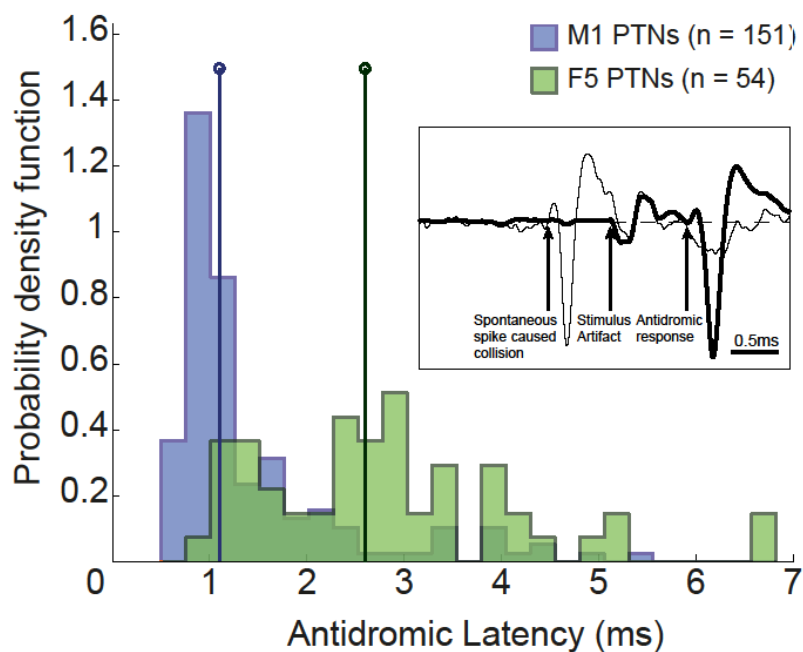 1.6
1.4
1.2
1
0.8
0.6
0.4
0.2
0
1
2
3
4
5
6
7
Probability density function
Antidromic Latency (ms)
M1 PTNs (n = 151)
F5 PTNs (n = 54)
Spontaneous
spike caused
collision
Stimulus
Artifact
Antidromic
response
0.5ms